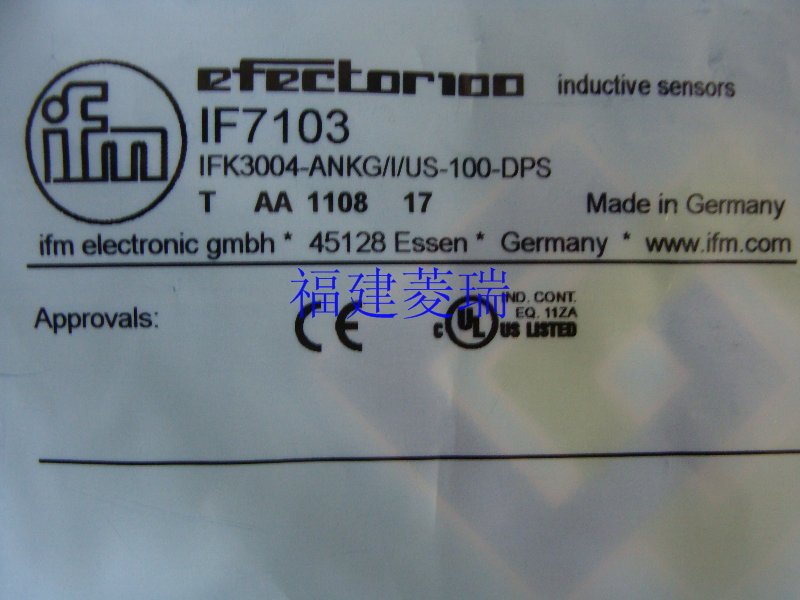 ifm
efector100 inductive sensors
IF7103
IFK3004-ANKG/I/US-100-DPS
T AA 1108 17 Made in Germany
ifm electronic gmbh * 45128 Essen * Germany * www.ifm.com
福建菱瑞
Approvals: CE c UL US LISTED
IND. CONT.
EQ. 11ZA